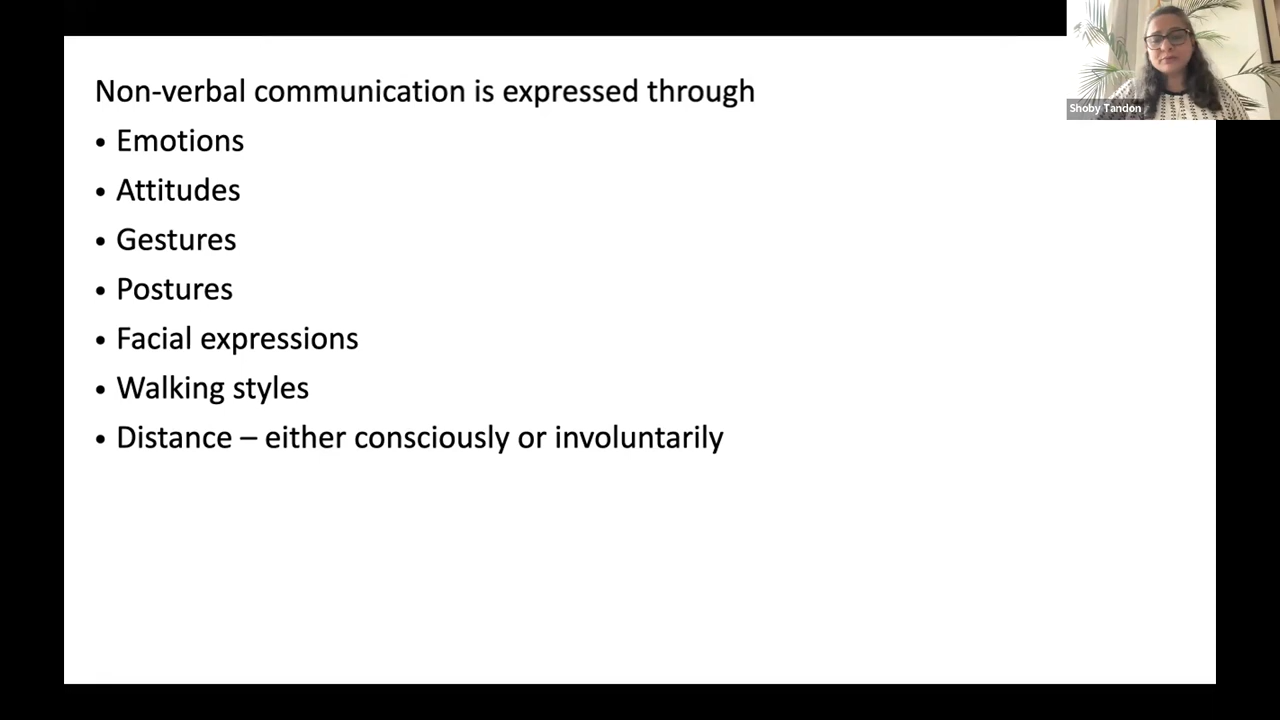 Non-verbal communication is expressed through
• Emotions
• Attitudes
• Gestures
• Postures
• Facial expressions
• Walking styles
• Distance – either consciously or involuntarily
Shoby Tandon